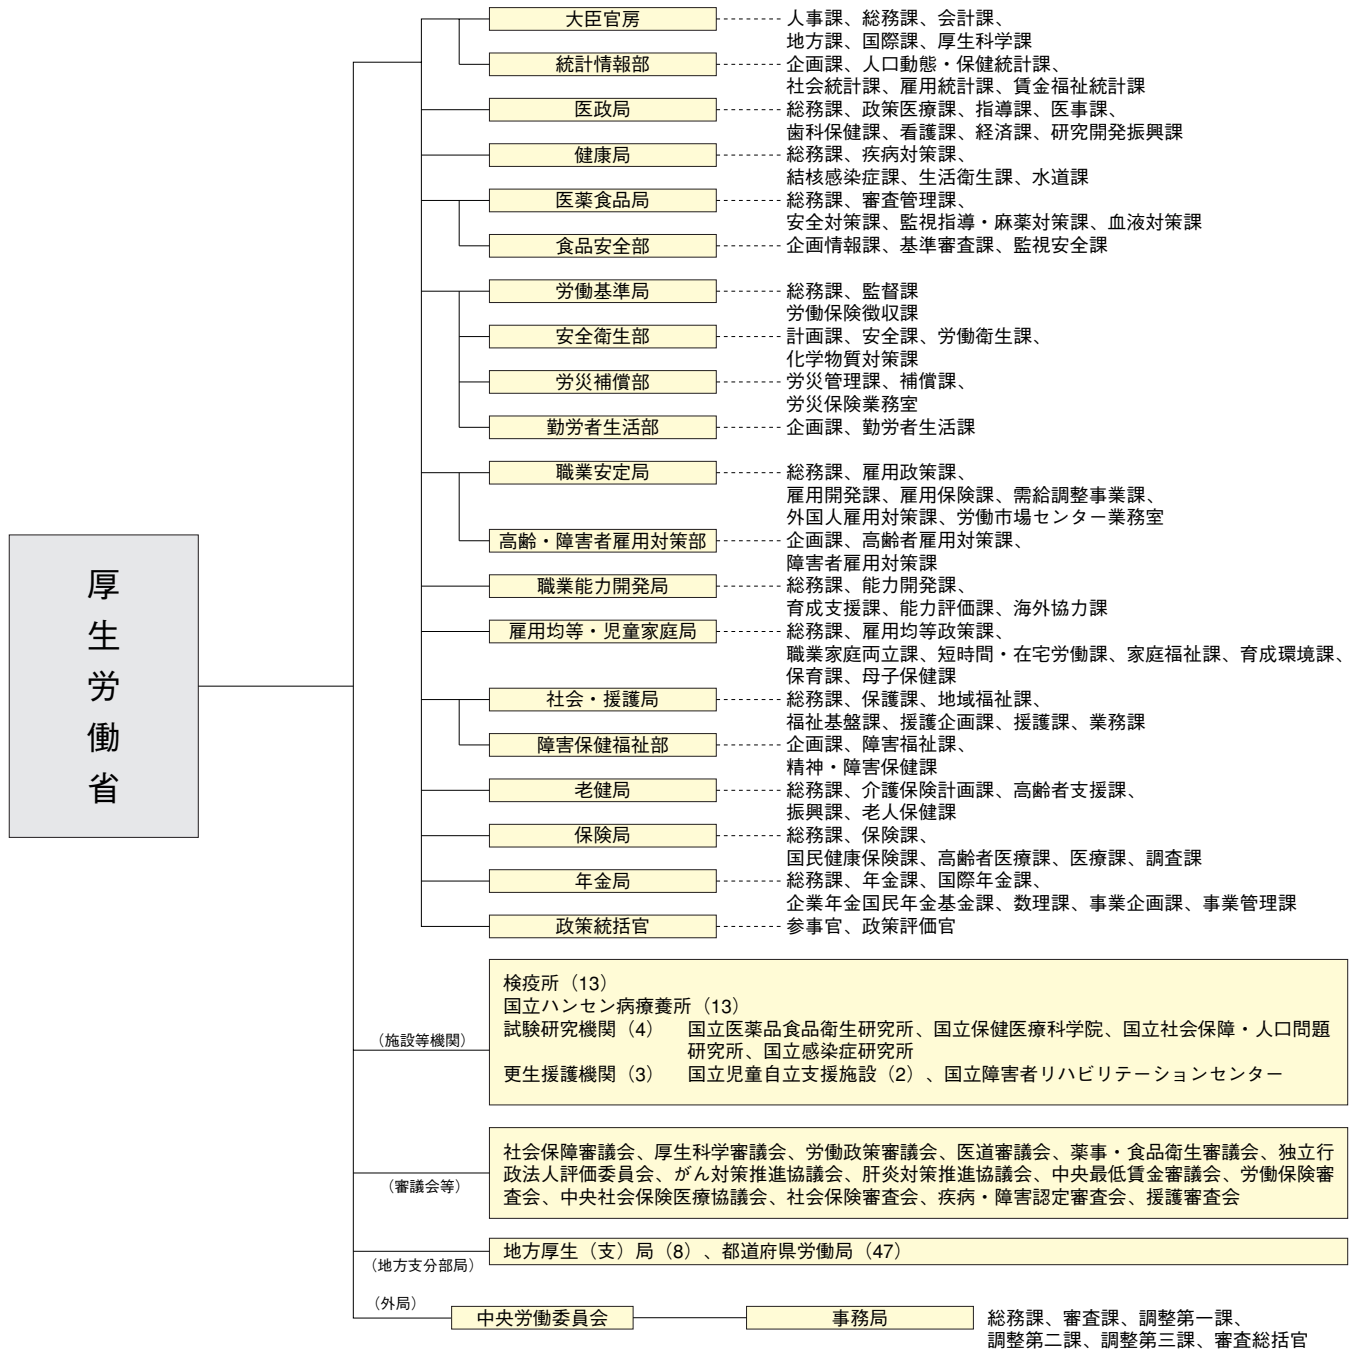 厚生労働省
大臣官房 人事課、総務課、会計課、
地方課、国際課、厚生科学課
統計情報部 企画課、人口動態・保健統計課、
社会統計課、雇用統計課、賃金福祉統計課
医政局 総務課、政策医療課、指導課、医事課、
歯科保健課、看護課、経済課、研究開発振興課
健康局 総務課、疾病対策課、
結核感染症課、生活衛生課、水道課
医薬食品局 総務課、審査管理課、
安全対策課、監視指導・麻薬対策課、血液対策課
食品安全部 企画情報課、基準審査課、監視安全課
労働基準局 総務課、監督課
労働保険徴収課
安全衛生部 計画課、安全課、労働衛生課、
化学物質対策課
労災補償部 労災管理課、補償課、
労災保険業務室
勤労者生活部 企画課、勤労者生活課
職業安定局 総務課、雇用政策課、
雇用開発課、雇用保険課、需給調整事業課、
外国人雇用対策課、労働市場センター業務室
高齢・障害者雇用対策部 企画課、高齢者雇用対策課、
障害者雇用対策課
職業能力開発局 総務課、能力開発課、
育成支援課、能力評価課、海外協力課
雇用均等・児童家庭局 総務課、雇用均等政策課、
職業家庭両立課、短時間・在宅労働課、家庭福祉課、育成環境課、
保育課、母子保健課
社会・援護局 総務課、保護課、地域福祉課、
福祉基盤課、援護企画課、援護課、業務課
障害保健福祉部 企画課、障害福祉課、
精神・障害保健課
老健局 総務課、介護保険計画課、高齢者支援課、
振興課、老人保健課
保険局 総務課、保険課、
国民健康保険課、高齢者医療課、医療課、調査課
年金局 総務課、年金課、国際年金課、
企業年金国民年金基金課、数理課、事業企画課、事業管理課
政策統括官 参事官、政策評価官
(施設等機関)
検疫所(13)
国立ハンセン病療養所(13)
試験研究機関(4) 国立医薬品食品衛生研究所、国立保健医療科学院、国立社会保障・人口問題
研究所、国立感染症研究所
更生援護機関(3) 国立児童自立支援施設(2)、国立障害者リハビリテーションセンター
(審議会等)
社会保障審議会、厚生科学審議会、労働政策審議会、医道審議会、薬事・食品衛生審議会、独立行
政法人評価委員会、がん対策推進協議会、肝炎対策推進協議会、中央最低賃金審議会、労働保険審
査会、中央社会保険医療協議会、社会保険審査会、疾病・障害認定審査会、援護審査会
(地方支分部局)
地方厚生(支)局(8)、都道府県労働局(47)
(外局)
中央労働委員会 事務局 総務課、審査課、調整第一課、
調整第二課、調整第三課、審査総括官